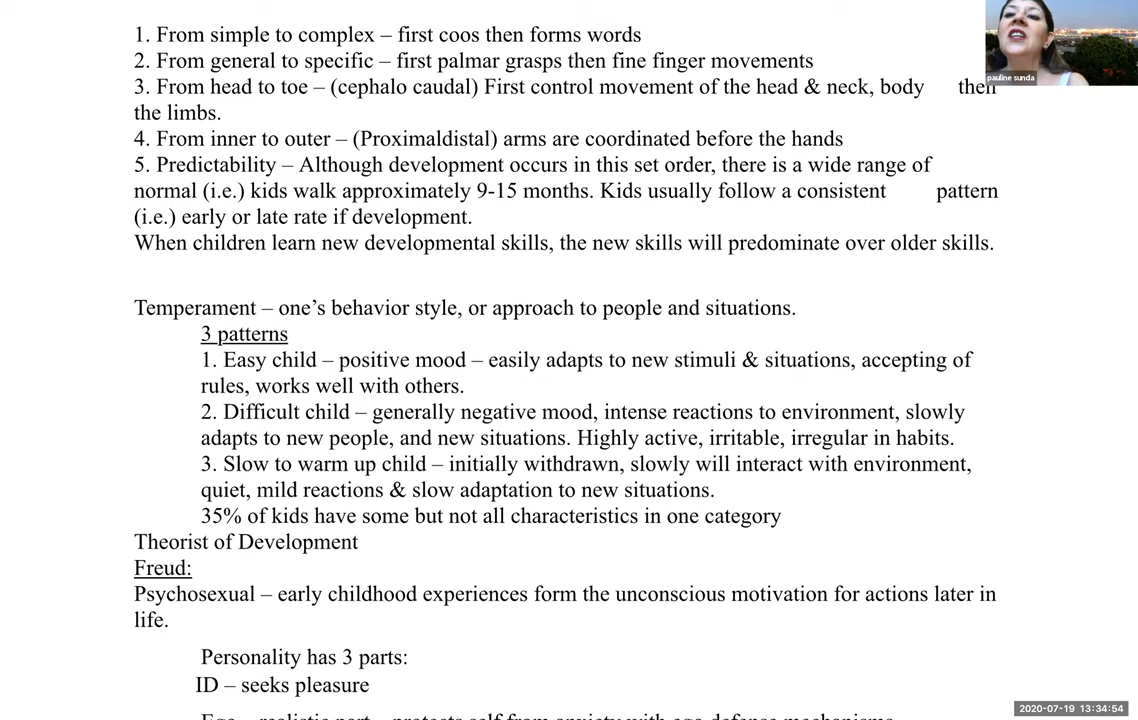 1. From simple to complex – first coos then forms words
2. From general to specific – first palmar grasps then fine finger movements
3. From head to toe – (cephalo caudal) First control movement of the head & neck, body then
the limbs.
4. From inner to outer – (Proximaldistal) arms are coordinated before the hands
5. Predictability – Although development occurs in this set order, there is a wide range of
normal (i.e.) kids walk approximately 9-15 months. Kids usually follow a consistent pattern
(i.e.) early or late rate if development.
When children learn new developmental skills, the new skills will predominate over older skills.
Temperament – one’s behavior style, or approach to people and situations.
3 patterns
1. Easy child – positive mood – easily adapts to new stimuli & situations, accepting of
rules, works well with others.
2. Difficult child – generally negative mood, intense reactions to environment, slowly
adapts to new people, and new situations. Highly active, irritable, irregular in habits.
3. Slow to warm up child – initially withdrawn, slowly will interact with environment,
quiet, mild reactions & slow adaptation to new situations.
35% of kids have some but not all characteristics in one category
Theorist of Development
Freud:
Psychosexual – early childhood experiences form the unconscious motivation for actions later in
life.
Personality has 3 parts:
ID – seeks pleasure
Ego – realistic part – protects self from anxiety with ego defense mechanisms
pauline sunda
2020-07-19 13:34:54